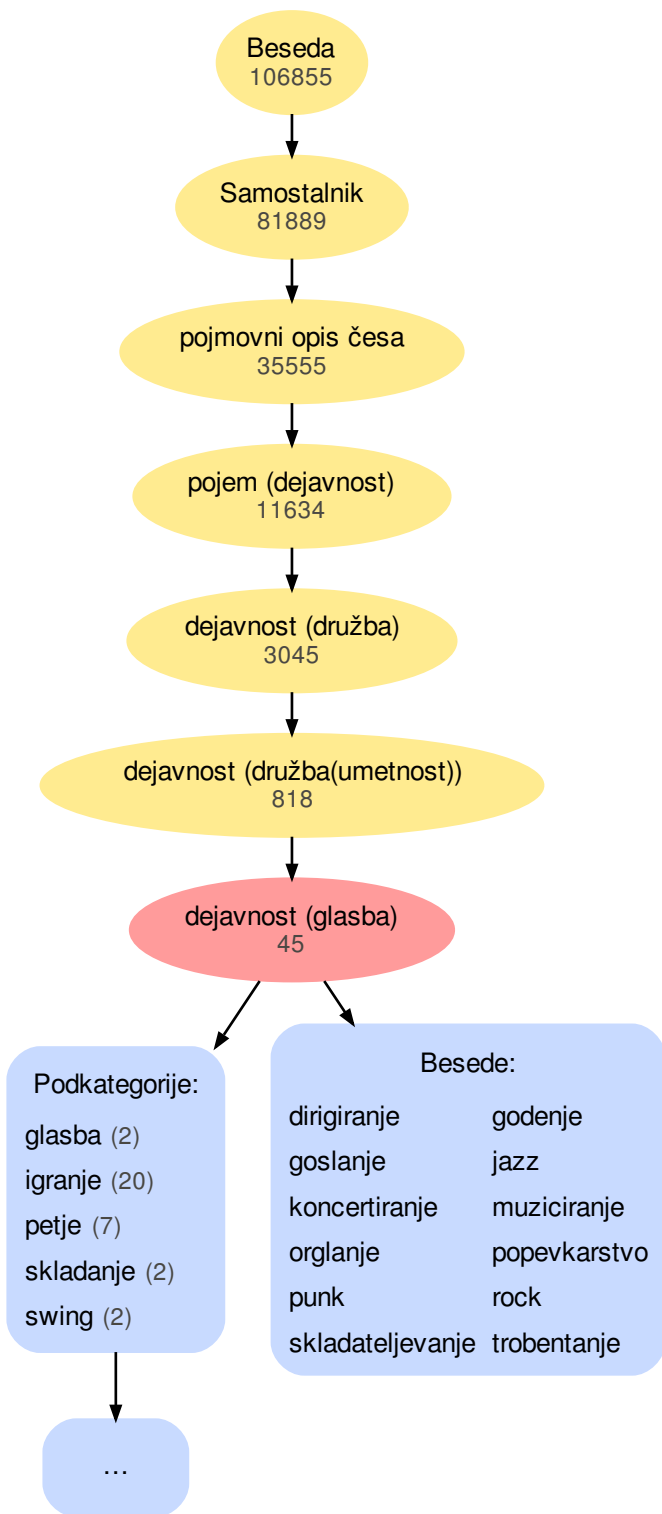 Beseda
106855
Samostalnik
81889
pojmovni opis česa
35555
pojem (dejavnost)
11634
dejavnost (družba)
3045
dejavnost (družba(umetnost))
818
dejavnost (glasba)
45
Podkategorije:
glasba (2)
igranje (20)
petje (7)
skladanje (2)
swing (2)
...
Besede:
dirigiranje godenje
goslanje jazz
koncertiranje muziciranje
orglanje popevkarstvo
punk rock
skladateljevanje trobentanje